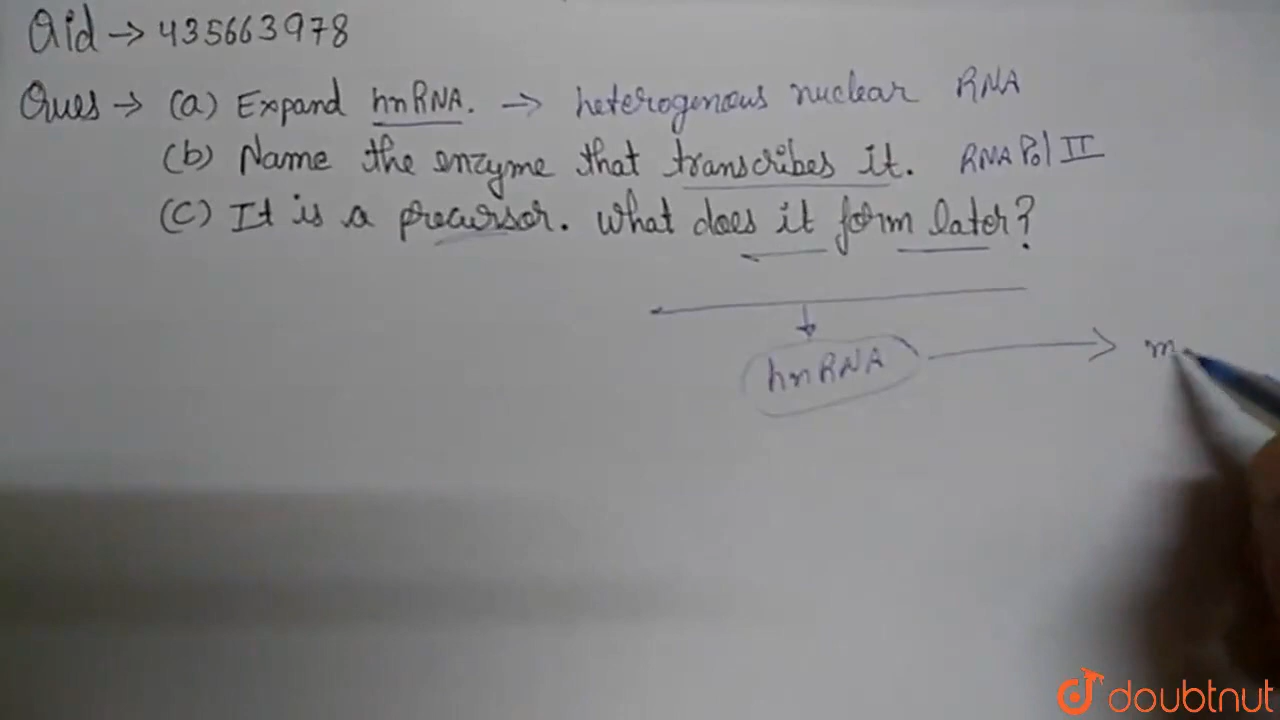 Aid → 435663978
Ques → (a) Expand hnRNA. → heterogenous nuclear RNA
(b) Name the enzyme that transcribes it. RNA Pol II
(C) It is a precursor. What does it form later?
hnRNA → m
doubtnut